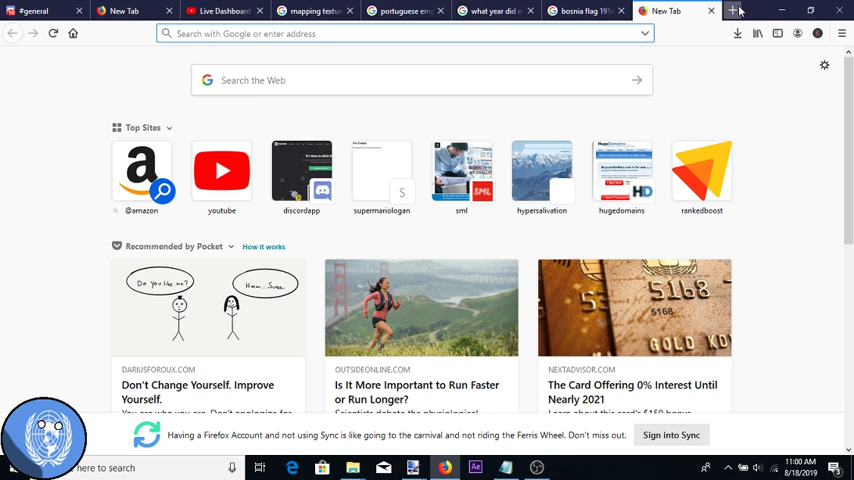 #general
New Tab
Live Dashboard
mapping textur
portuguese em
what year did n
bosnia flag 191
New Tab
Search with Google or enter address
Search the Web
Top Sites
@amazon
youtube
discordapp
supermariologan
sml
hypersalivation
hugedomains
rankedboost
S
SML
HD
Recommended by Pocket
How it works
Do you like me?
Hmm...Sure
5168
5168
GOLD
DARIUSFOROUX.COM
OUTSIDEONLINE.COM
NEXTADVISOR.COM
Don't Change Yourself. Improve
Yourself.
Is It More Important to Run Faster
or Run Longer?
The Card Offering 0% Interest Until
Nearly 2021
Having a Firefox Account and not using Sync is like going to the carnival and not riding the Ferris Wheel. Don't miss out.
Sign into Sync
here to search
Ae
11:00 AM
8/18/2019
3